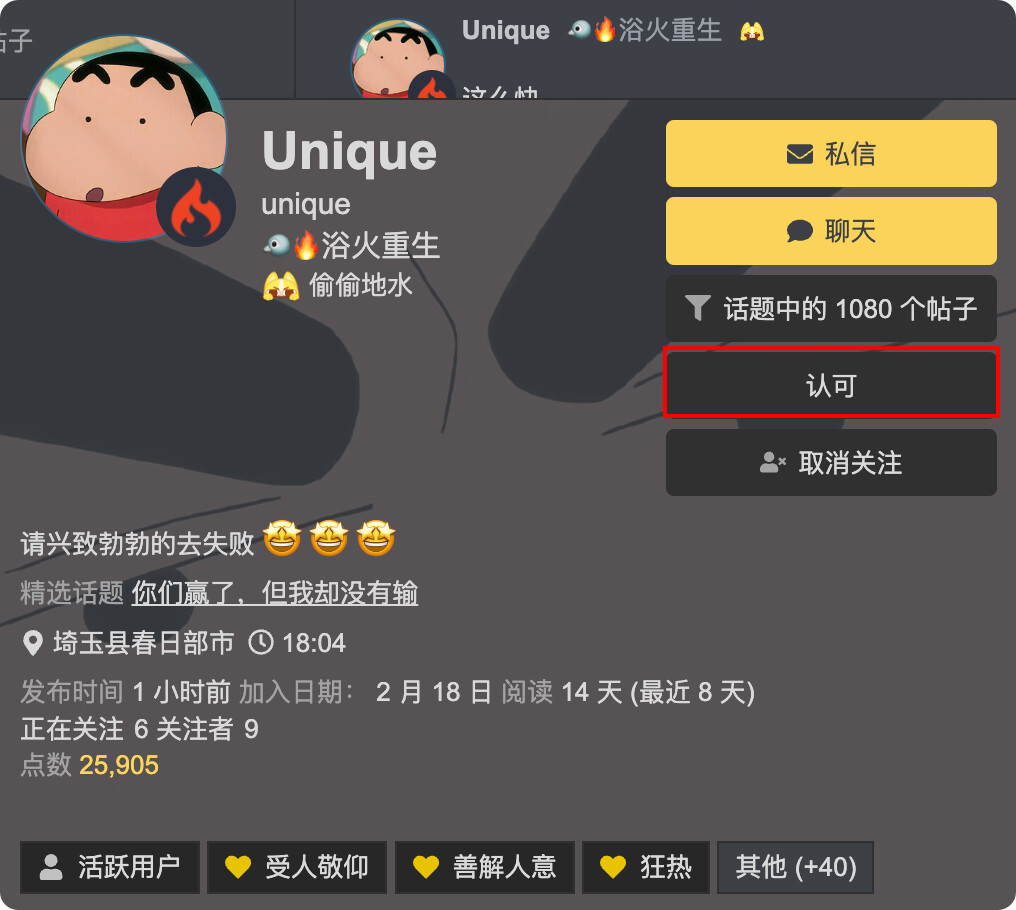 帖子
Unique 🐦🔥浴火重生
这么快
Unique
unique
🐦🔥浴火重生
偷偷地水
私信
聊天
话题中的 1080 个帖子
认可
取消关注
请兴致勃勃的去失败 🤩🤩🤩
精选话题 你们赢了，但我却没有输
埼玉县春日部市 18:04
发布时间 1 小时前 加入日期： 2 月 18 日 阅读 14 天 (最近 8 天)
正在关注 6 关注者 9
点数 25,905
活跃用户 受人敬仰 善解人意 狂热 其他 (+40)